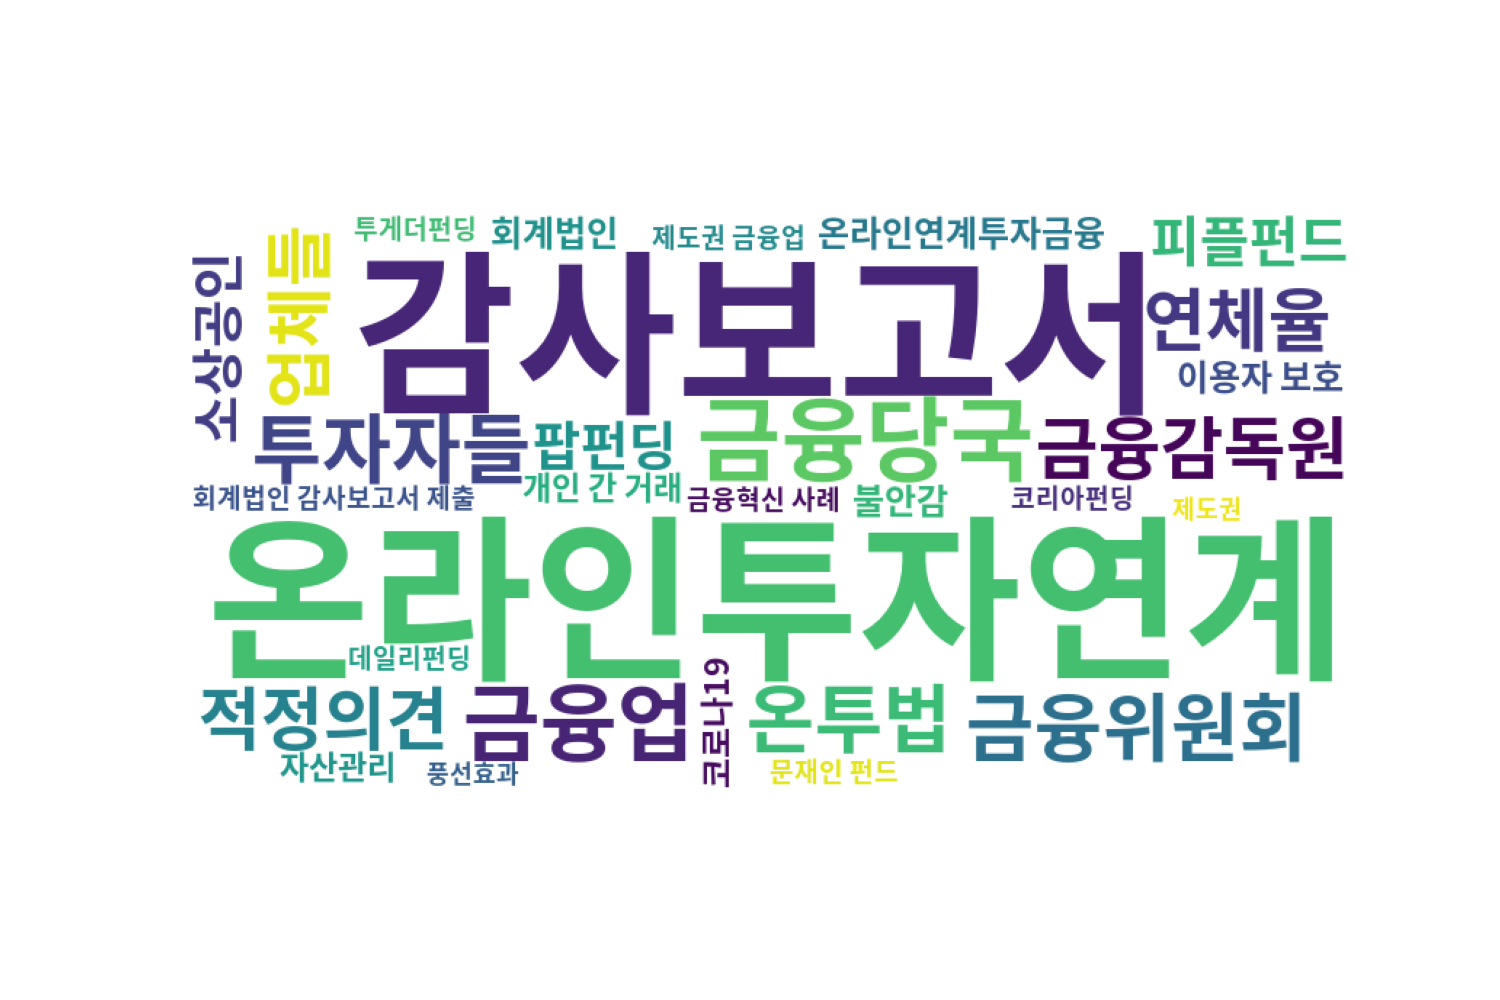 투게더펀딩
회계법인
제도권 금융업
온라인연계투자금융
피플펀드
소상공인
업체들
감사보고서
연체율
이용자 보호
투자자들
팝펀딩
금융당국
금융감독원
회계법인 감사보고서 제출
개인 간 거래
금융혁신 사례
불안감
코리아펀딩
제도권
온라인투자연계
데일리펀딩
적정의견
금융업
코로나19
온투법
금융위원회
자산관리
풍선효과
문재인 펀드